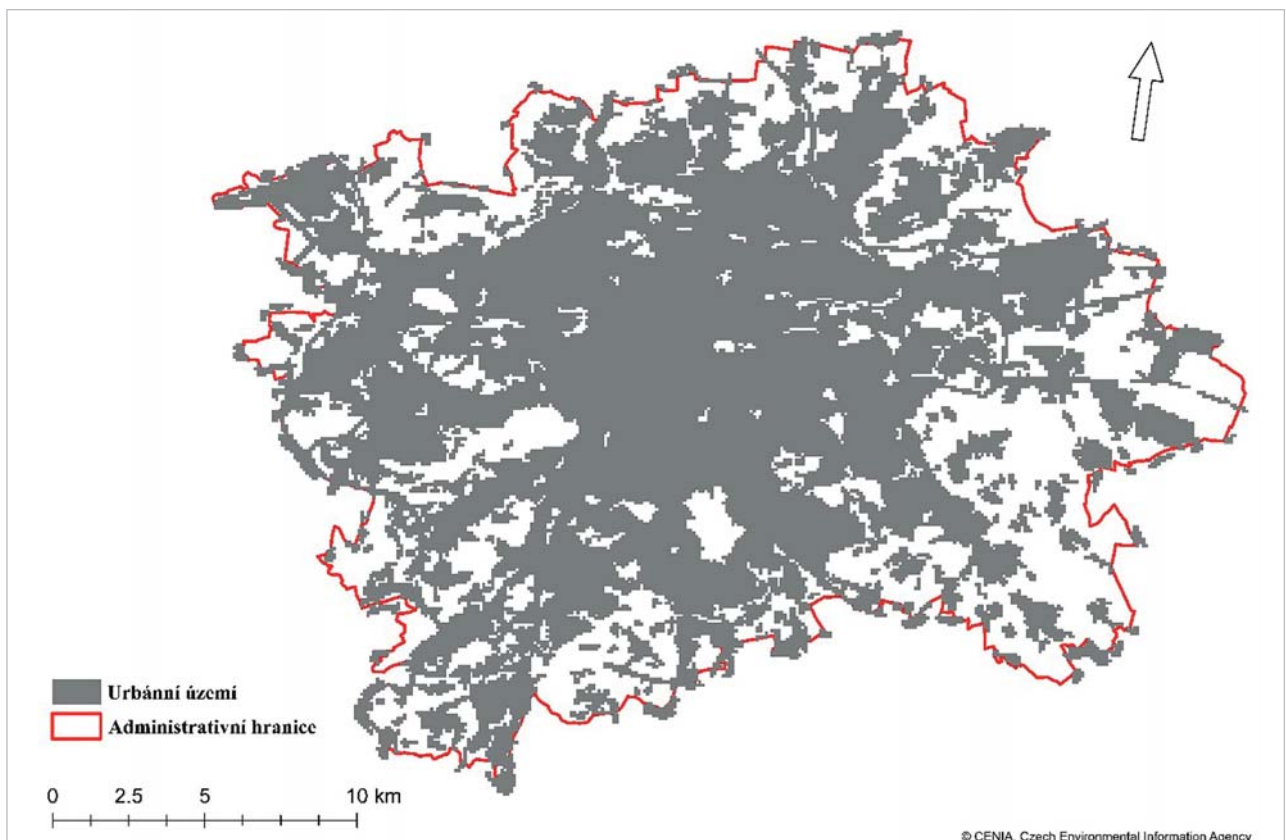 Urbánní území
Administrativní hranice
0 2.5 5 10 km
© CENIA, Czech Environmental Information Agency